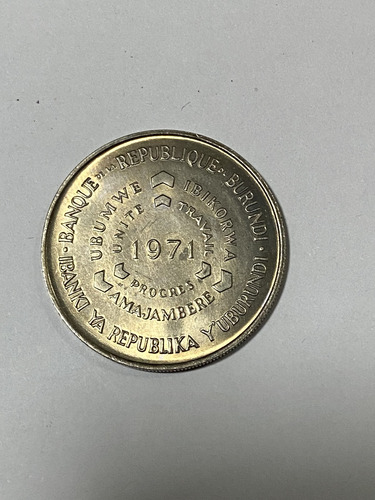 BANQUE DE LA REPUBLIQUE DU BURUNDI
IBANKI YA REPUBLIKA Y'UBURUNDI
UBUMWE
IBIKORWA
AMAJAMBERE
UNITE
TRAVAIL
PROGRES
1971